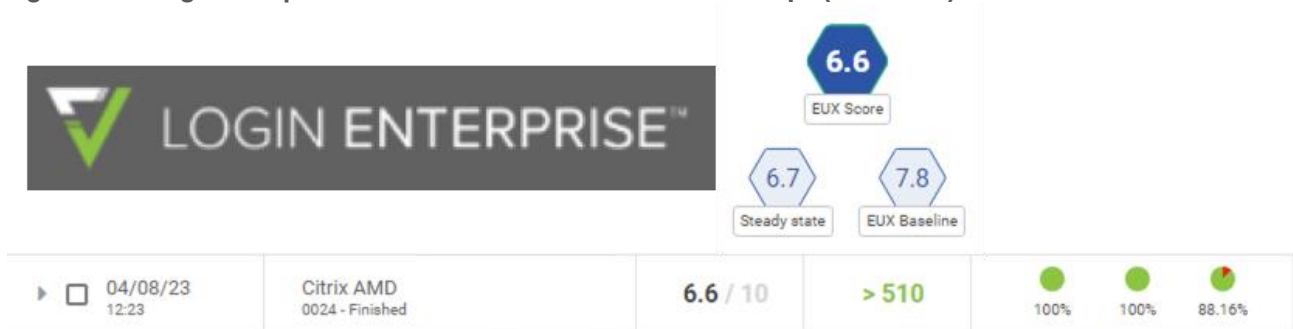 LOGIN ENTERPRISE™
6.6
EUX Score
6.7
7.8
Steady state
EUX Baseline
04/08/23
12:23
Citrix AMD
0024 - Finished
6.6 / 10
> 510
100%
100%
88.16%